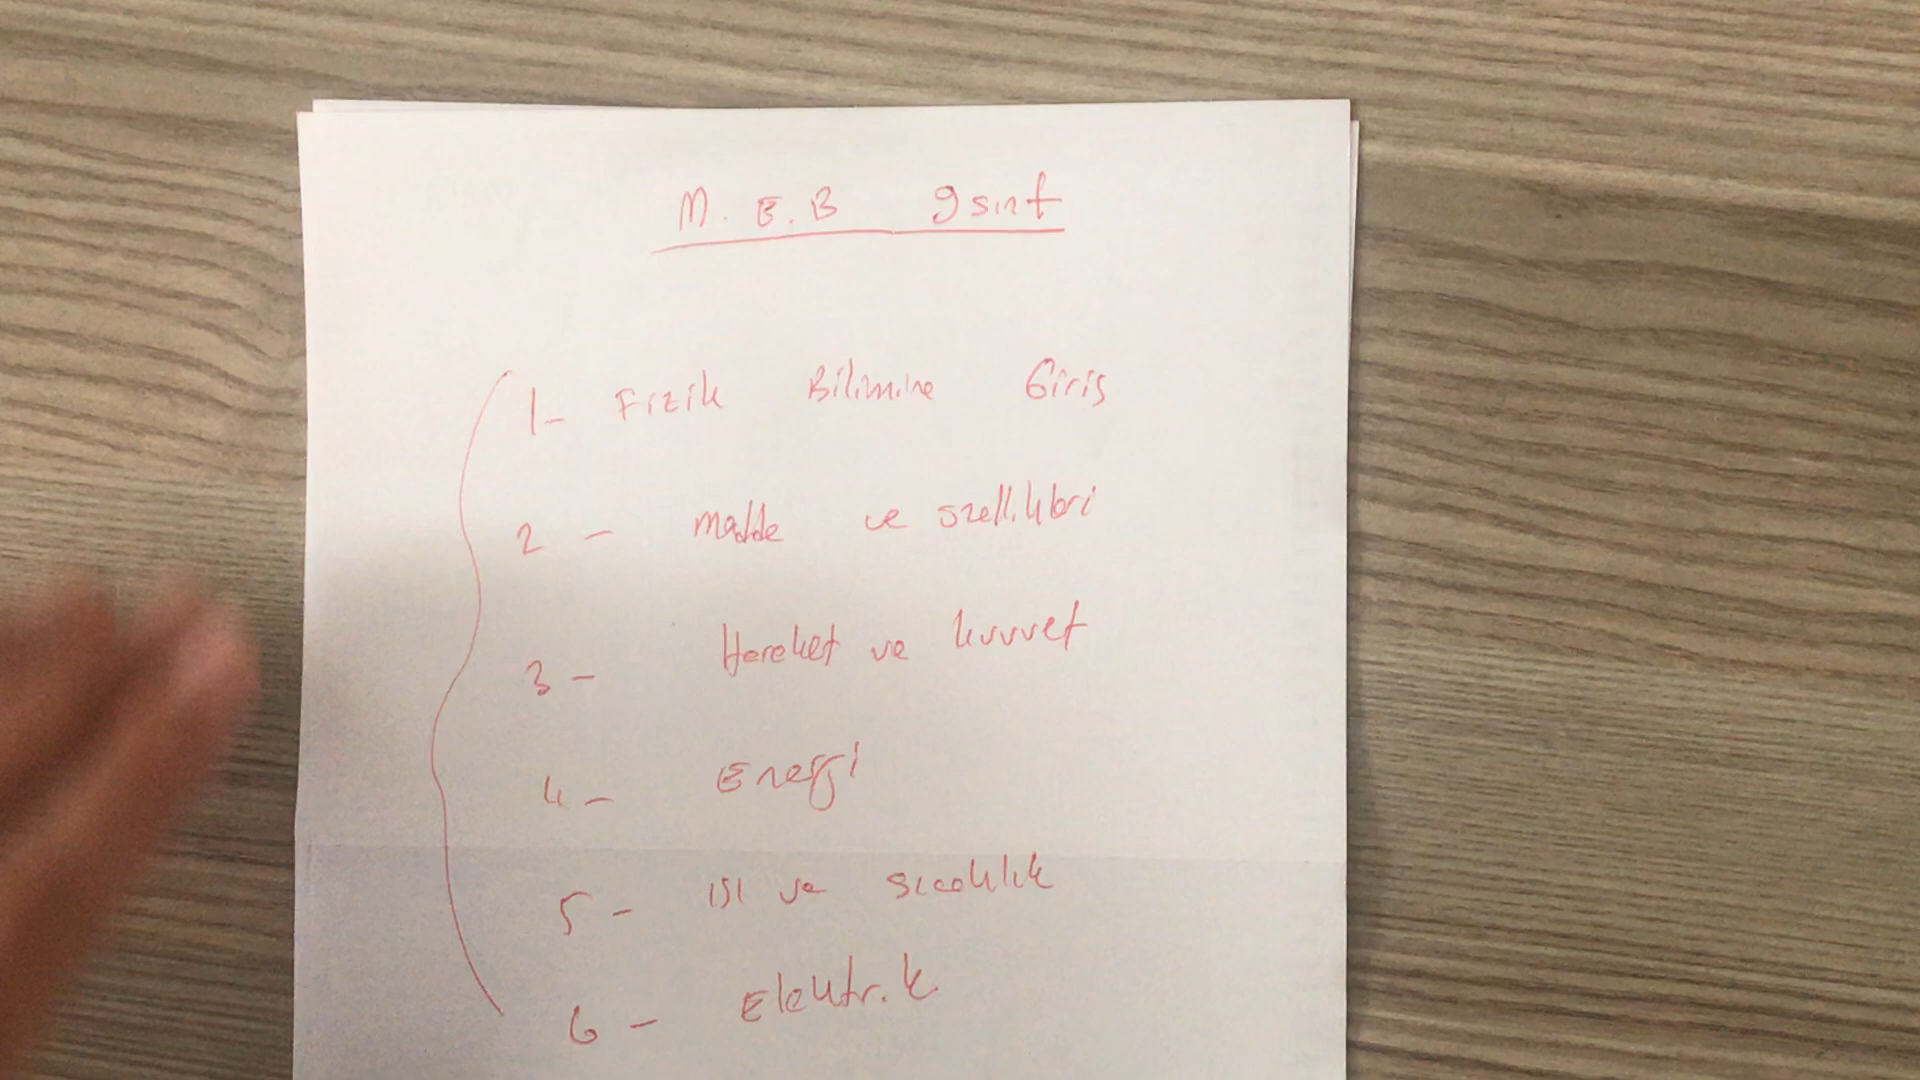 M.E.B 9 sınıf
1- Fizik Bilimine Giriş
2 - Madde ve özellikleri
3 - Hareket ve kuvvet
4 - Enerji
5 - ısı ve sıcaklık
6 - Elektrik